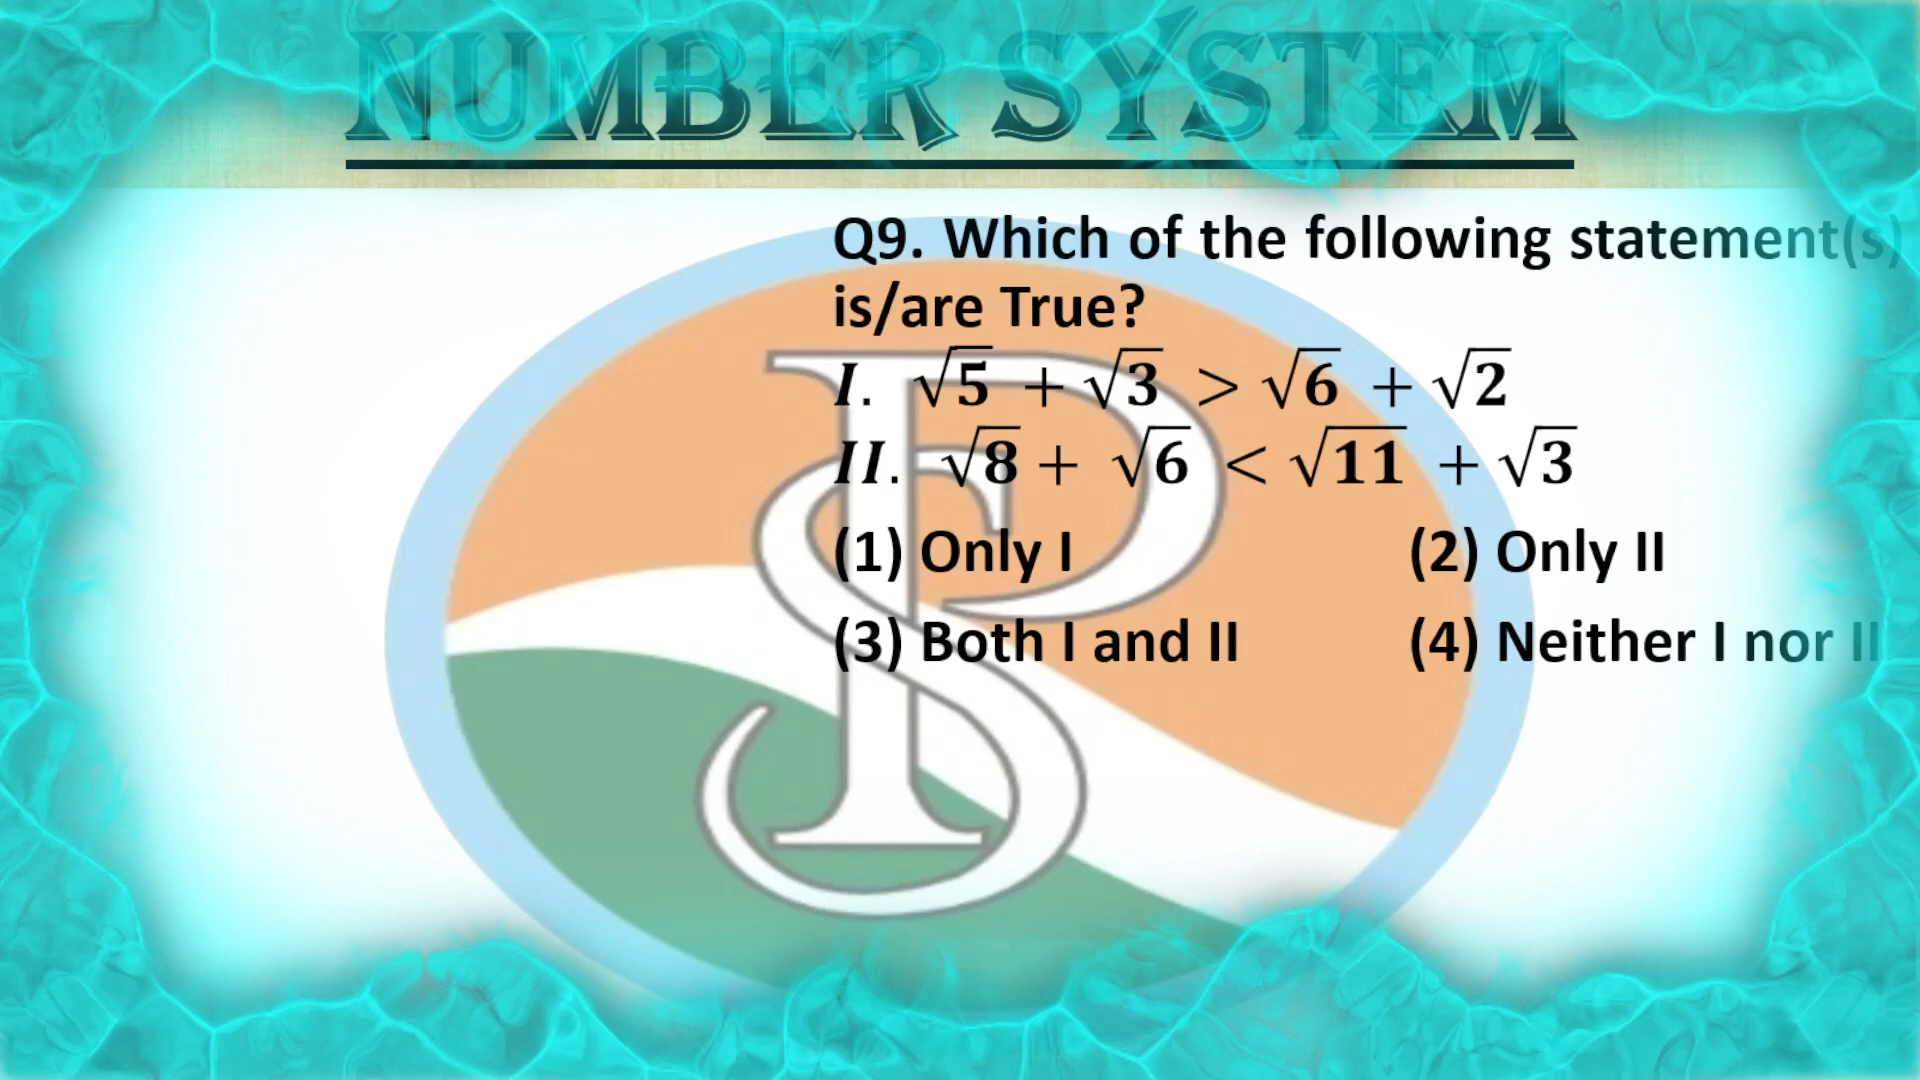 NUMBER SYSTEM
Q9. Which of the following statement(s)
is/are True?
I. √5 + √3 > √6 + √2
II. √8 + √6 < √11 + √3
(1) Only I (2) Only II
(3) Both I and II (4) Neither I nor II